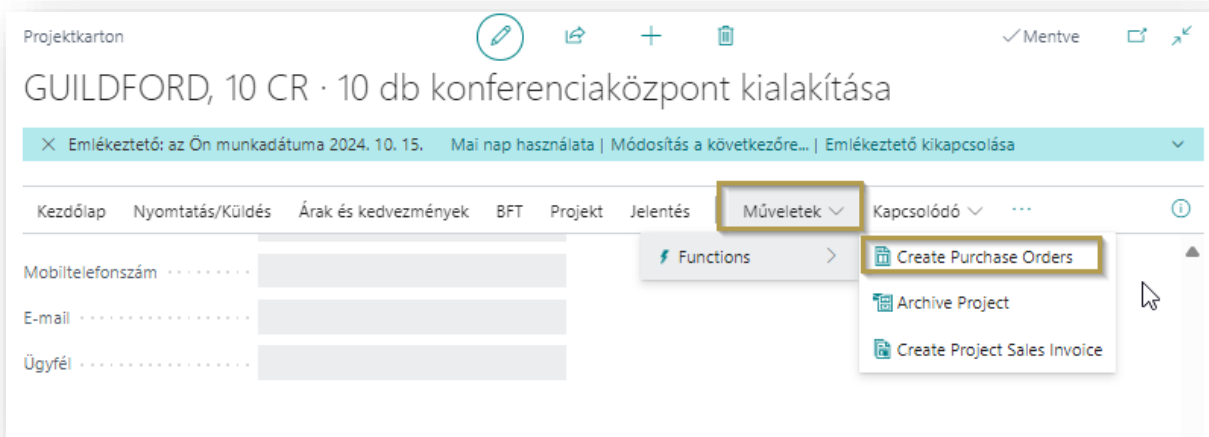 Projektkarton
Mentve
GUILDFORD, 10 CR · 10 db konferenciaközpont kialakítása
Emlékeztető: az Ön munkadátuma 2024. 10. 15. Mai nap használata | Módosítás a következőre... | Emlékeztető kikapcsolása
Kezdőlap Nyomtatás/Küldés Árak és kedvezmények BFT Projekt Jelentés Műveletek Kapcsolódó ...
Functions
Create Purchase Orders
Mobiltelefonszám
Archive Project
E-mail
Create Project Sales Invoice
Ügyfél